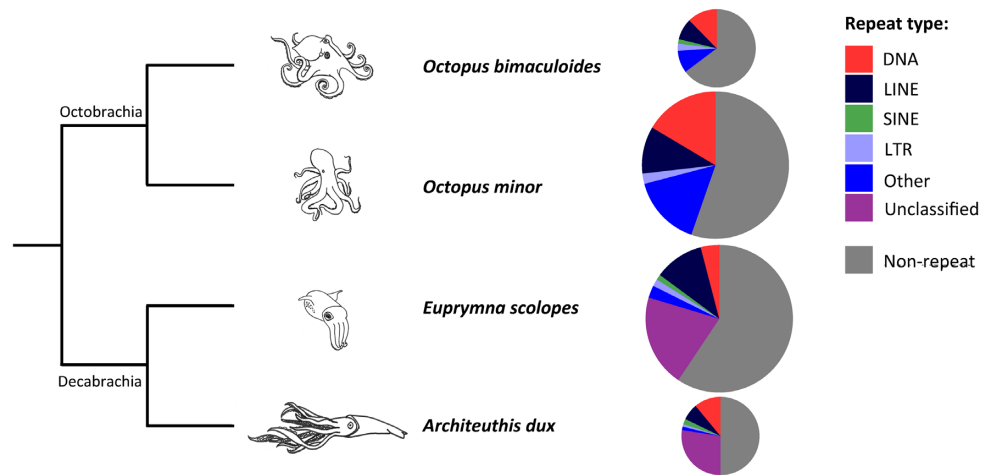 Repeat type:
DNA
LINE
SINE
LTR
Other
Unclassified
Non-repeat
Octobrachia
Decabrachia
Octopus bimaculoides
Octopus minor
Euprymna scolopes
Architeuthis dux